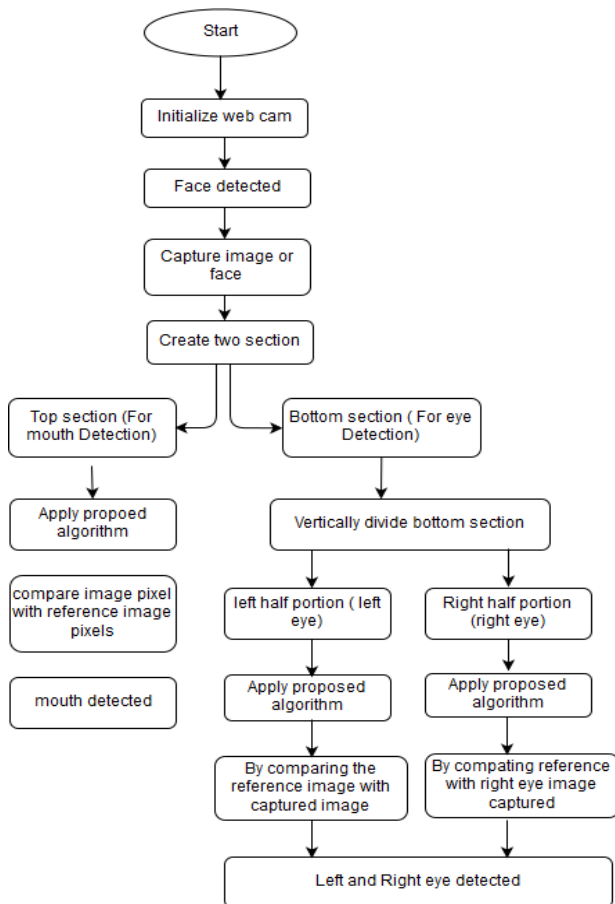 Start
Initialize web cam
Face detected
Capture image or
face
Create two section
Top section (For
mouth Detection)
Bottom section ( For eye
Detection)
Apply propoed
algorithm
Vertically divide bottom section
compare image pixel
with reference image
pixels
left half portion ( left
eye)
Right half portion
(right eye)
mouth detected
Apply proposed
algorithm
Apply proposed
algorithm
By comparing the
reference image with
captured image
By compating reference
with right eye image
captured
Left and Right eye detected